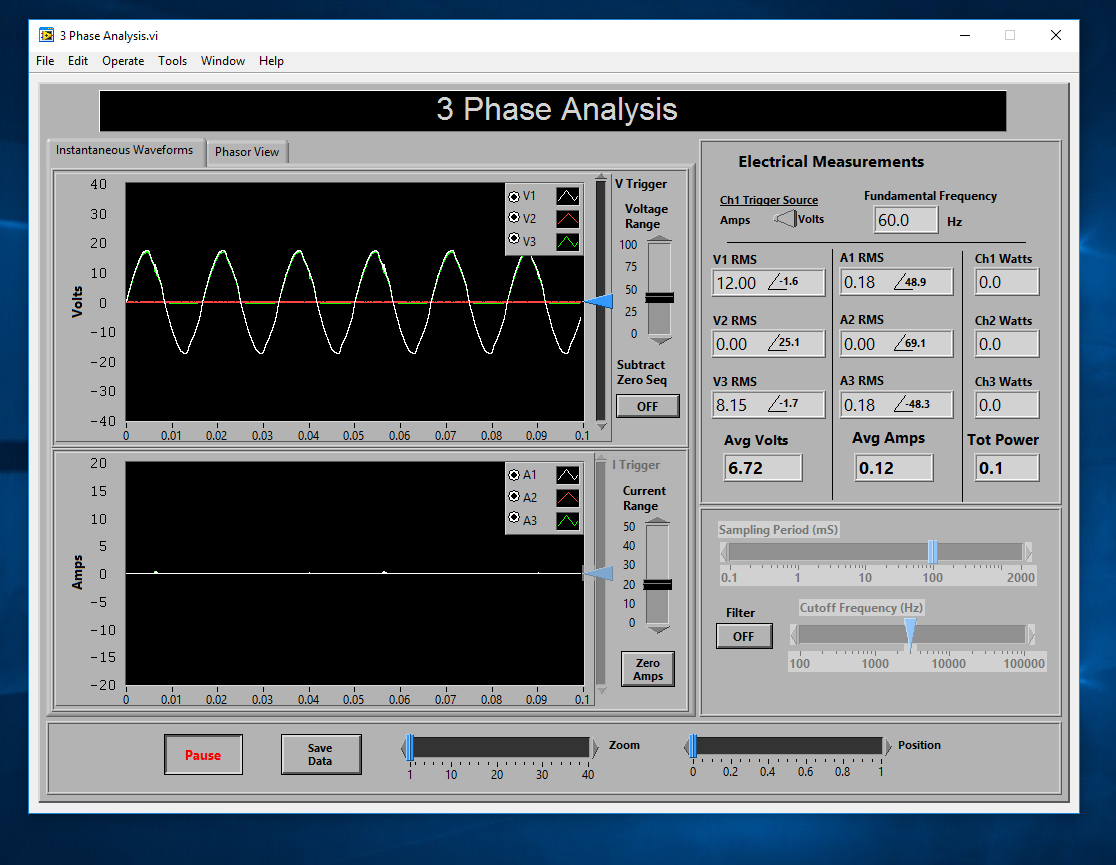 3 Phase Analysis.vi
File Edit Operate Tools Window Help
3 Phase Analysis
Instantaneous Waveforms
Phasor View
40
30
20
10
0
-10
-20
-30
-40
Volts
0 0.01 0.02 0.03 0.04 0.05 0.06 0.07 0.08 0.09 0.1
V1
V2
V3
V Trigger
Voltage
Range
100
75
50
25
0
Subtract
Zero Seq
OFF
20
15
10
5
0
-5
-10
-15
-20
Amps
0 0.01 0.02 0.03 0.04 0.05 0.06 0.07 0.08 0.09 0.1
A1
A2
A3
I Trigger
Current
Range
50
40
30
20
10
0
Zero
Amps
Electrical Measurements
Ch1 Trigger Source
Amps Volts
Fundamental Frequency
60.0 Hz
V1 RMS A1 RMS Ch1 Watts
12.00 -1.6 0.18 48.9 0.0
V2 RMS A2 RMS Ch2 Watts
0.00 25.1 0.00 69.1 0.0
V3 RMS A3 RMS Ch3 Watts
8.15 -1.7 0.18 -48.3 0.0
Avg Volts Avg Amps Tot Power
6.72 0.12 0.1
Sampling Period (mS)
0.1 1 10 100 2000
Filter
OFF
Cutoff Frequency (Hz)
100 1000 10000 100000
Pause
Save
Data
Zoom
1 10 20 30 40
Position
0 0.2 0.4 0.6 0.8 1